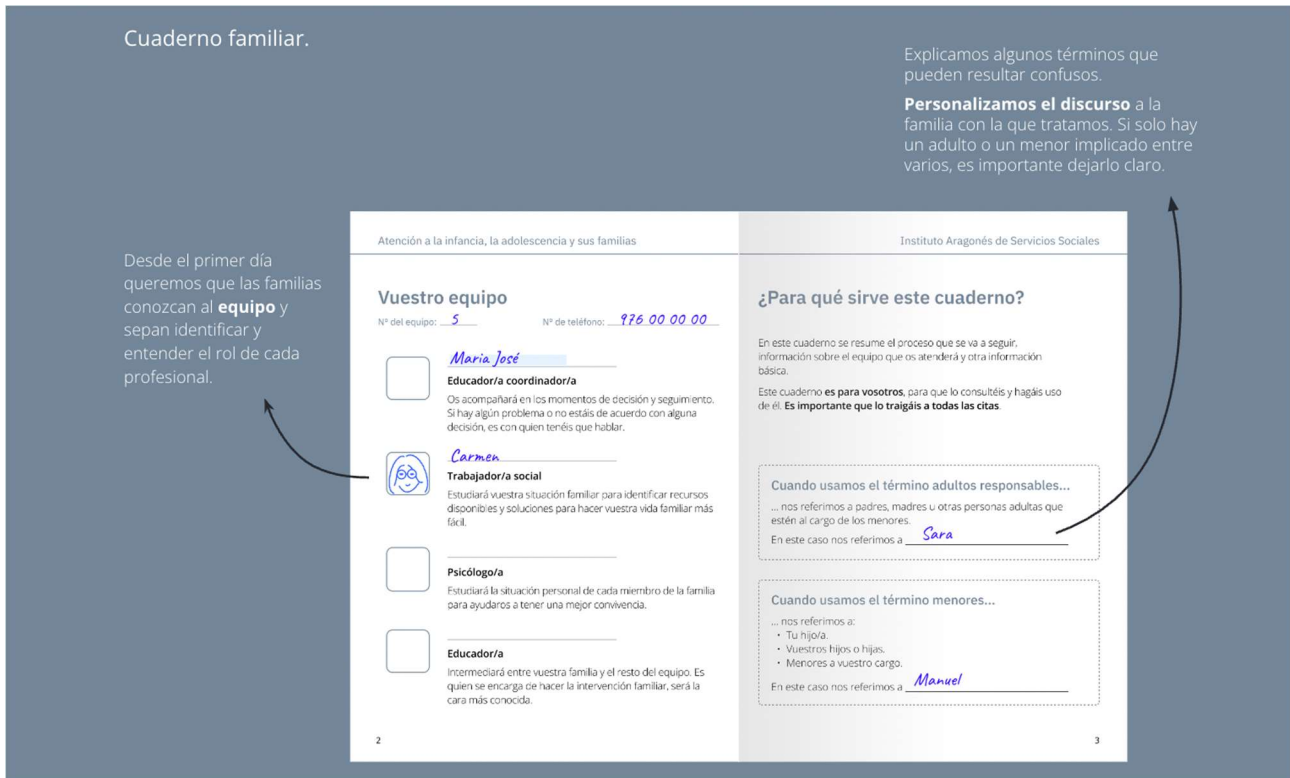 Cuaderno familiar.
Explicamos algunos términos que
pueden resultar confusos.
Personalizamos el discurso a la
familia con la que tratamos. Si solo hay
un adulto o un menor implicado entre
varios, es importante dejarlo claro.
Desde el primer día
queremos que las familias
conozcan al equipo y
sepan identificar y
entender el rol de cada
profesional.
Atención a la infancia, la adolescencia y sus familias
Vuestro equipo
Nº del equipo: 5 Nº de teléfono: 976 00 00 00
Maria José
Educador/a coordinador/a
Os acompañará en los momentos de decisión y seguimiento.
Si hay algún problema o no estáis de acuerdo con alguna
decisión, es con quien tenéis que hablar.
Carmen
Trabajador/a social
Estudiará vuestra situación familiar para identificar recursos
disponibles y soluciones para hacer vuestra vida familiar más
fácil.
Psicólogo/a
Estudiará la situación personal de cada miembro de la familia
para ayudaros a tener una mejor convivencia.
Educador/a
Intermediará entre vuestra familia y el resto del equipo. Es
quien se encarga de hacer la intervención familiar, será la
cara más conocida.
2
Instituto Aragonés de Servicios Sociales
¿Para qué sirve este cuaderno?
En este cuaderno se resume el proceso que se va a seguir,
información sobre el equipo que os atenderá y otra información
básica.
Este cuaderno es para vosotros, para que lo consultéis y hagáis uso
de él. Es importante que lo traigáis a todas las citas.
Cuando usamos el término adultos responsables...
... nos referimos a padres, madres u otras personas adultas que
estén al cargo de los menores.
En este caso nos referimos a Sara
Cuando usamos el término menores...
... nos referimos a:
• Tu hijo/a.
• Vuestros hijos o hijas.
• Menores a vuestro cargo.
En este caso nos referimos a Manuel
3